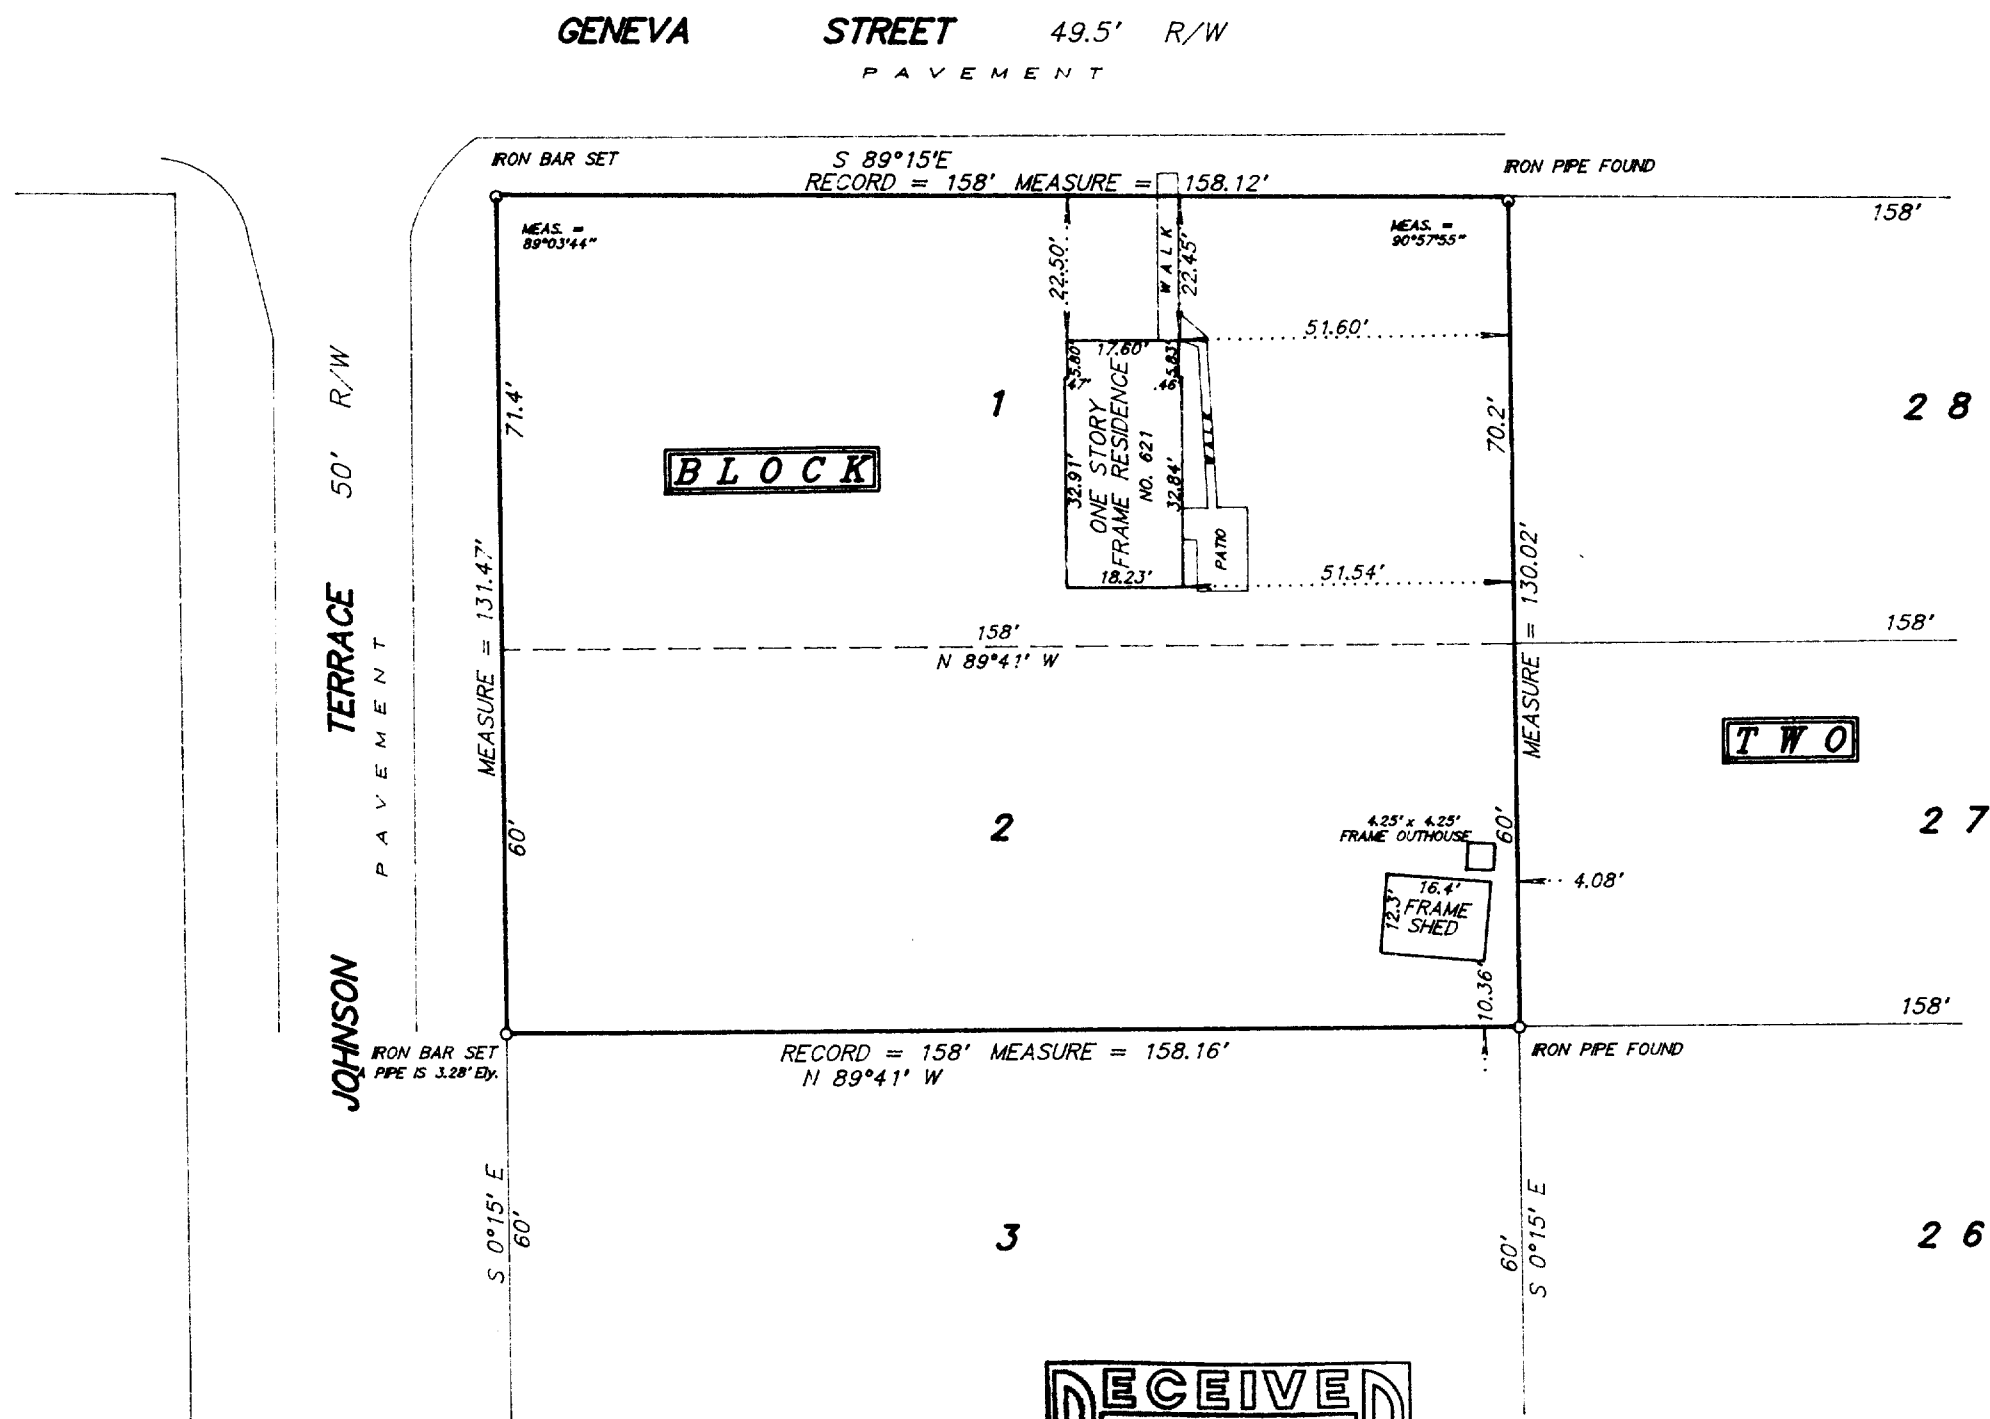 GENEVA STREET 49.5' R/W
PAVEMENT
IRON BAR SET
S 89°15'E
RECORD = 158' MEASURE = 158.12'
IRON PIPE FOUND
158'
MEAS. =
89°03'44"
MEAS. =
90°57'55"
22.50'
WALK
22.45'
51.60'
17.60'
5.80'
5.83'
.47'
.46'
1
28
71.4'
70.2'
BLOCK
ONE STORY
FRAME RESIDENCE
NO. 621
32.91'
32.84'
WALK
PATIO
18.23'
51.54'
JOHNSON TERRACE 50' R/W
PAVEMENT
MEASURE = 131.47'
MEASURE = 130.02'
158'
N 89°41' W
158'
TWO
2
27
60'
60'
4.25' x 4.25'
FRAME OUTHOUSE
4.08'
16.4'
12.3'
FRAME
SHED
10.36'
158'
IRON BAR SET
A PIPE IS 3.28' Ely.
RECORD = 158' MEASURE = 158.16'
N 89°41' W
IRON PIPE FOUND
S 0°15' E
60'
3
60'
S 0°15' E
26
RECEIVED